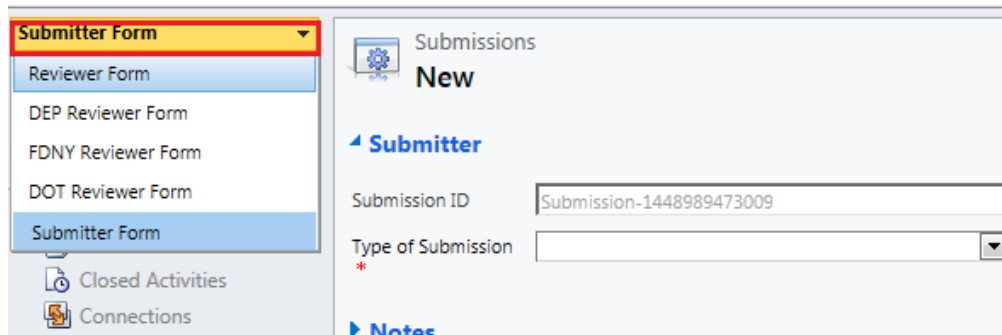 Submitter Form
Reviewer Form
DEP Reviewer Form
FDNY Reviewer Form
DOT Reviewer Form
Submitter Form
Closed Activities
Connections
Submissions
New
Submitter
Submission ID
Submission-1448989473009
Type of Submission
*
Notes